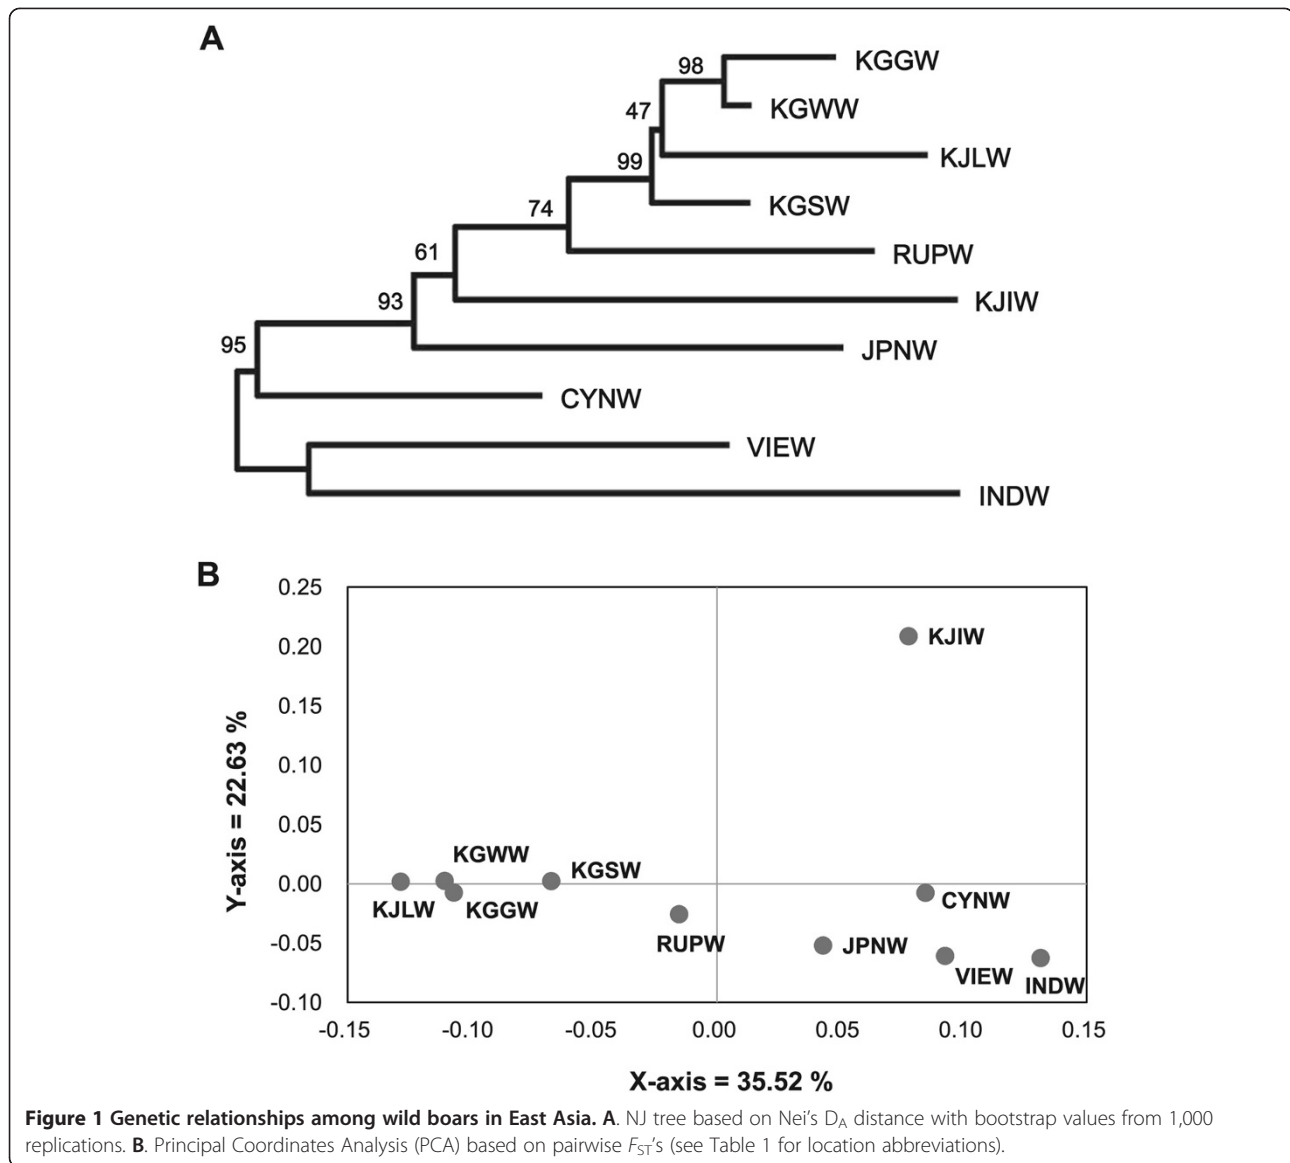 A
98
KGGW
KGWW
47
KJLW
99
KGSW
74
RUPW
61
KJIW
93
JPNW
95
CYNW
VIEW
INDW
B
0.25
0.20
0.15
0.10
0.05
0.00
-0.05
-0.10
Y-axis = 22.63 %
KJIW
KGWW
KGSW
KJLW
KGGW
CYNW
RUPW
JPNW
VIEW
INDW
-0.15
-0.10
-0.05
0.00
0.05
0.10
0.15
X-axis = 35.52 %
Figure 1 Genetic relationships among wild boars in East Asia. A. NJ tree based on Nei's DA distance with bootstrap values from 1,000
replications. B. Principal Coordinates Analysis (PCA) based on pairwise FST's (see Table 1 for location abbreviations).